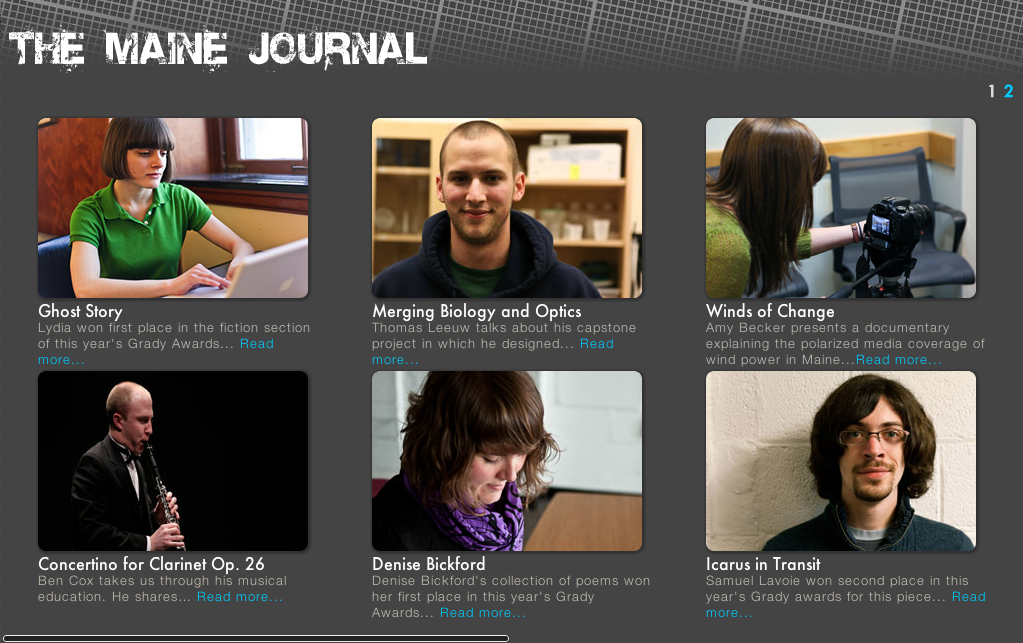 THE MAINE JOURNAL
1 2
Ghost Story
Lydia won first place in the fiction section
of this year's Grady Awards... Read
more...
Merging Biology and Optics
Thomas Leeuw talks about his capstone
project in which he designed... Read
more...
Winds of Change
Amy Becker presents a documentary
explaining the polarized media coverage of
wind power in Maine...Read more...
Concertino for Clarinet Op. 26
Ben Cox takes us through his musical
education. He shares... Read more...
Denise Bickford
Denise Bickford's collection of poems won
her first place in this year's Grady
Awards... Read more...
Icarus in Transit
Samuel Lavoie won second place in this
year's Grady awards for this piece... Read
more...